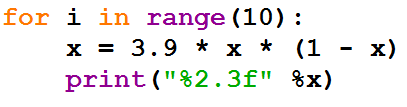 for i in range(10):
    x = 3.9 * x * (1 - x)
    print("%2.3f" %x)